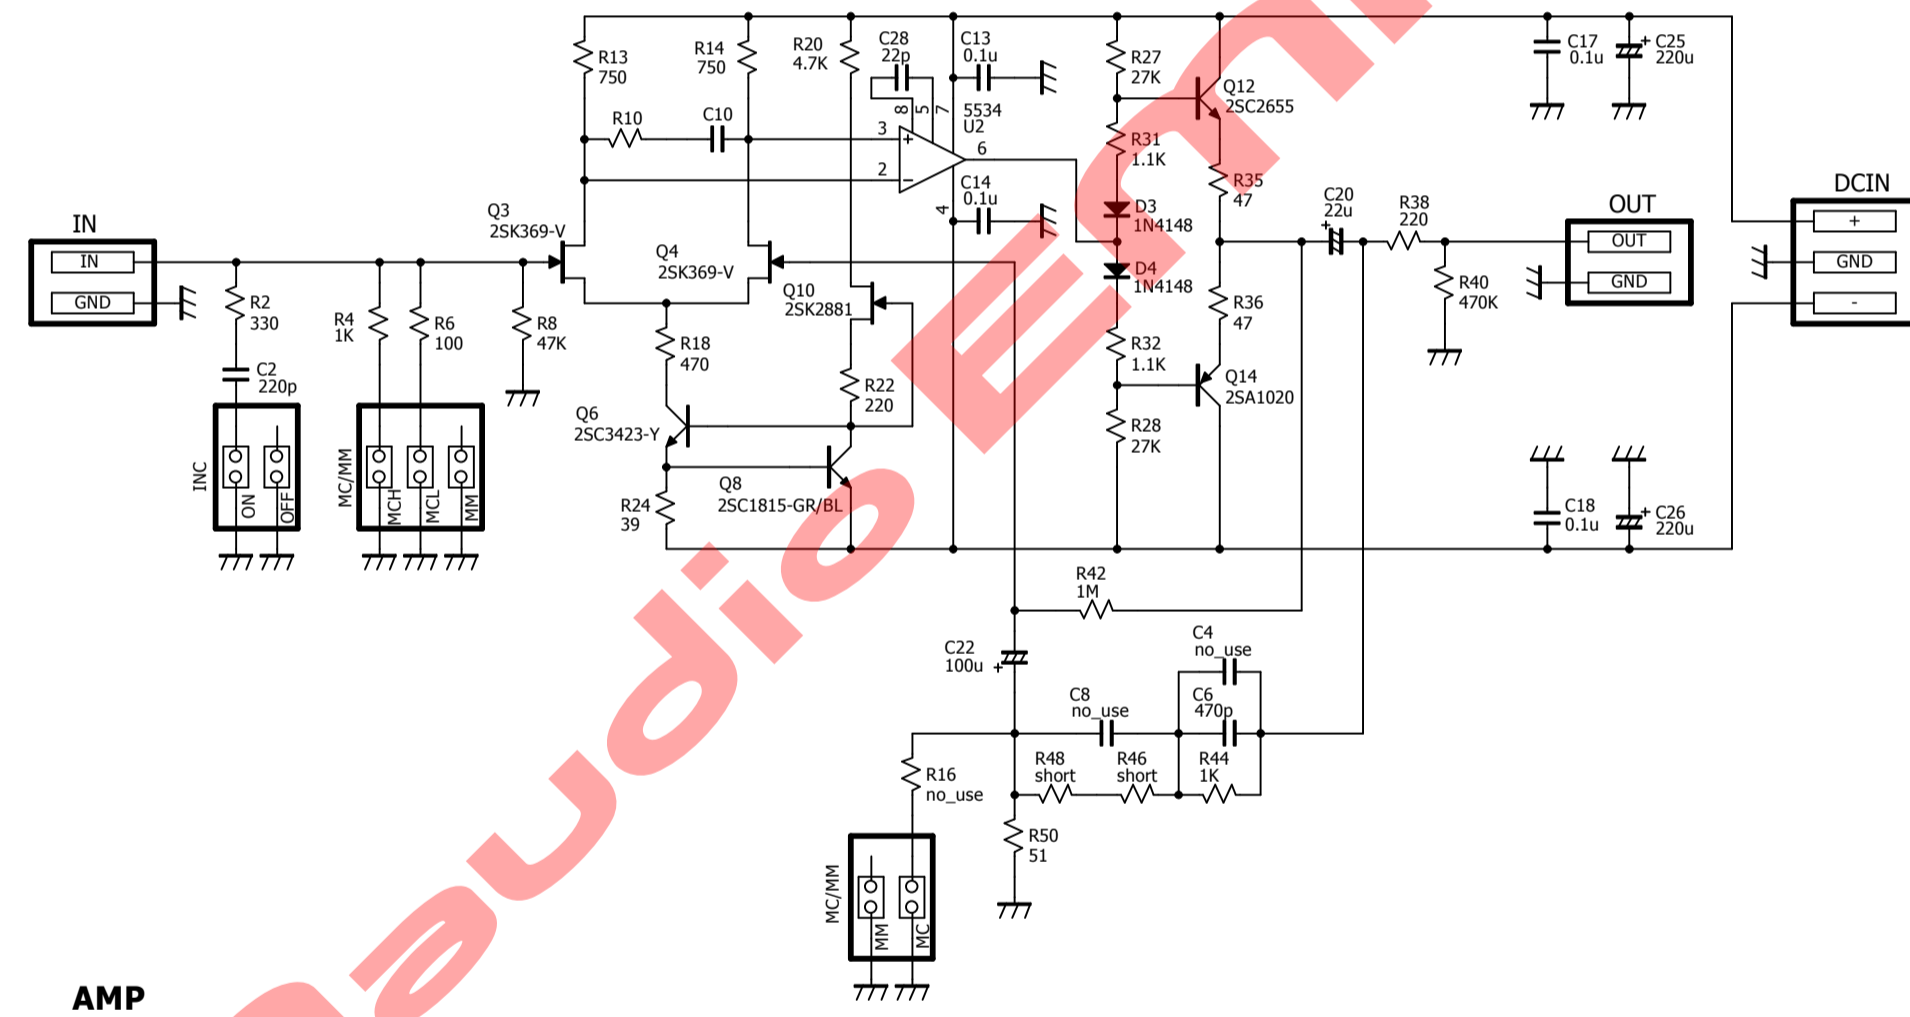 R13
750
R14
750
R20
4.7K
C28
22p
C13
0.1u
R27
27K
Q12
2SC2655
C17
0.1u
+
C25
220u
R10
C10
8
5
7
5534
U2
3
+
2
-
6
4
C14
0.1u
R31
1.1K
R35
47
D3
1N4148
D4
1N4148
C20
22u
+
R38
220
OUT
OUT
GND
DCIN
+
GND
-
IN
IN
GND
Q3
2SK369-V
Q4
2SK369-V
Q10
2SK2881
R36
47
R40
470K
R2
330
R4
1K
R6
100
R8
47K
R18
470
R32
1.1K
C2
220p
R22
220
Q14
2SA1020
Q6
2SC3423-Y
R28
27K
INC
ON
OFF
MC/MM
MCH
MCL
MM
R24
39
Q8
2SC1815-GR/BL
C18
0.1u
+
C26
220u
R42
1M
C22
100u
+
C4
no_use
C8
no_use
C6
470p
R16
no_use
R48
short
R46
short
R44
1K
R50
51
MC/MM
MM
MC
AMP
audio Em